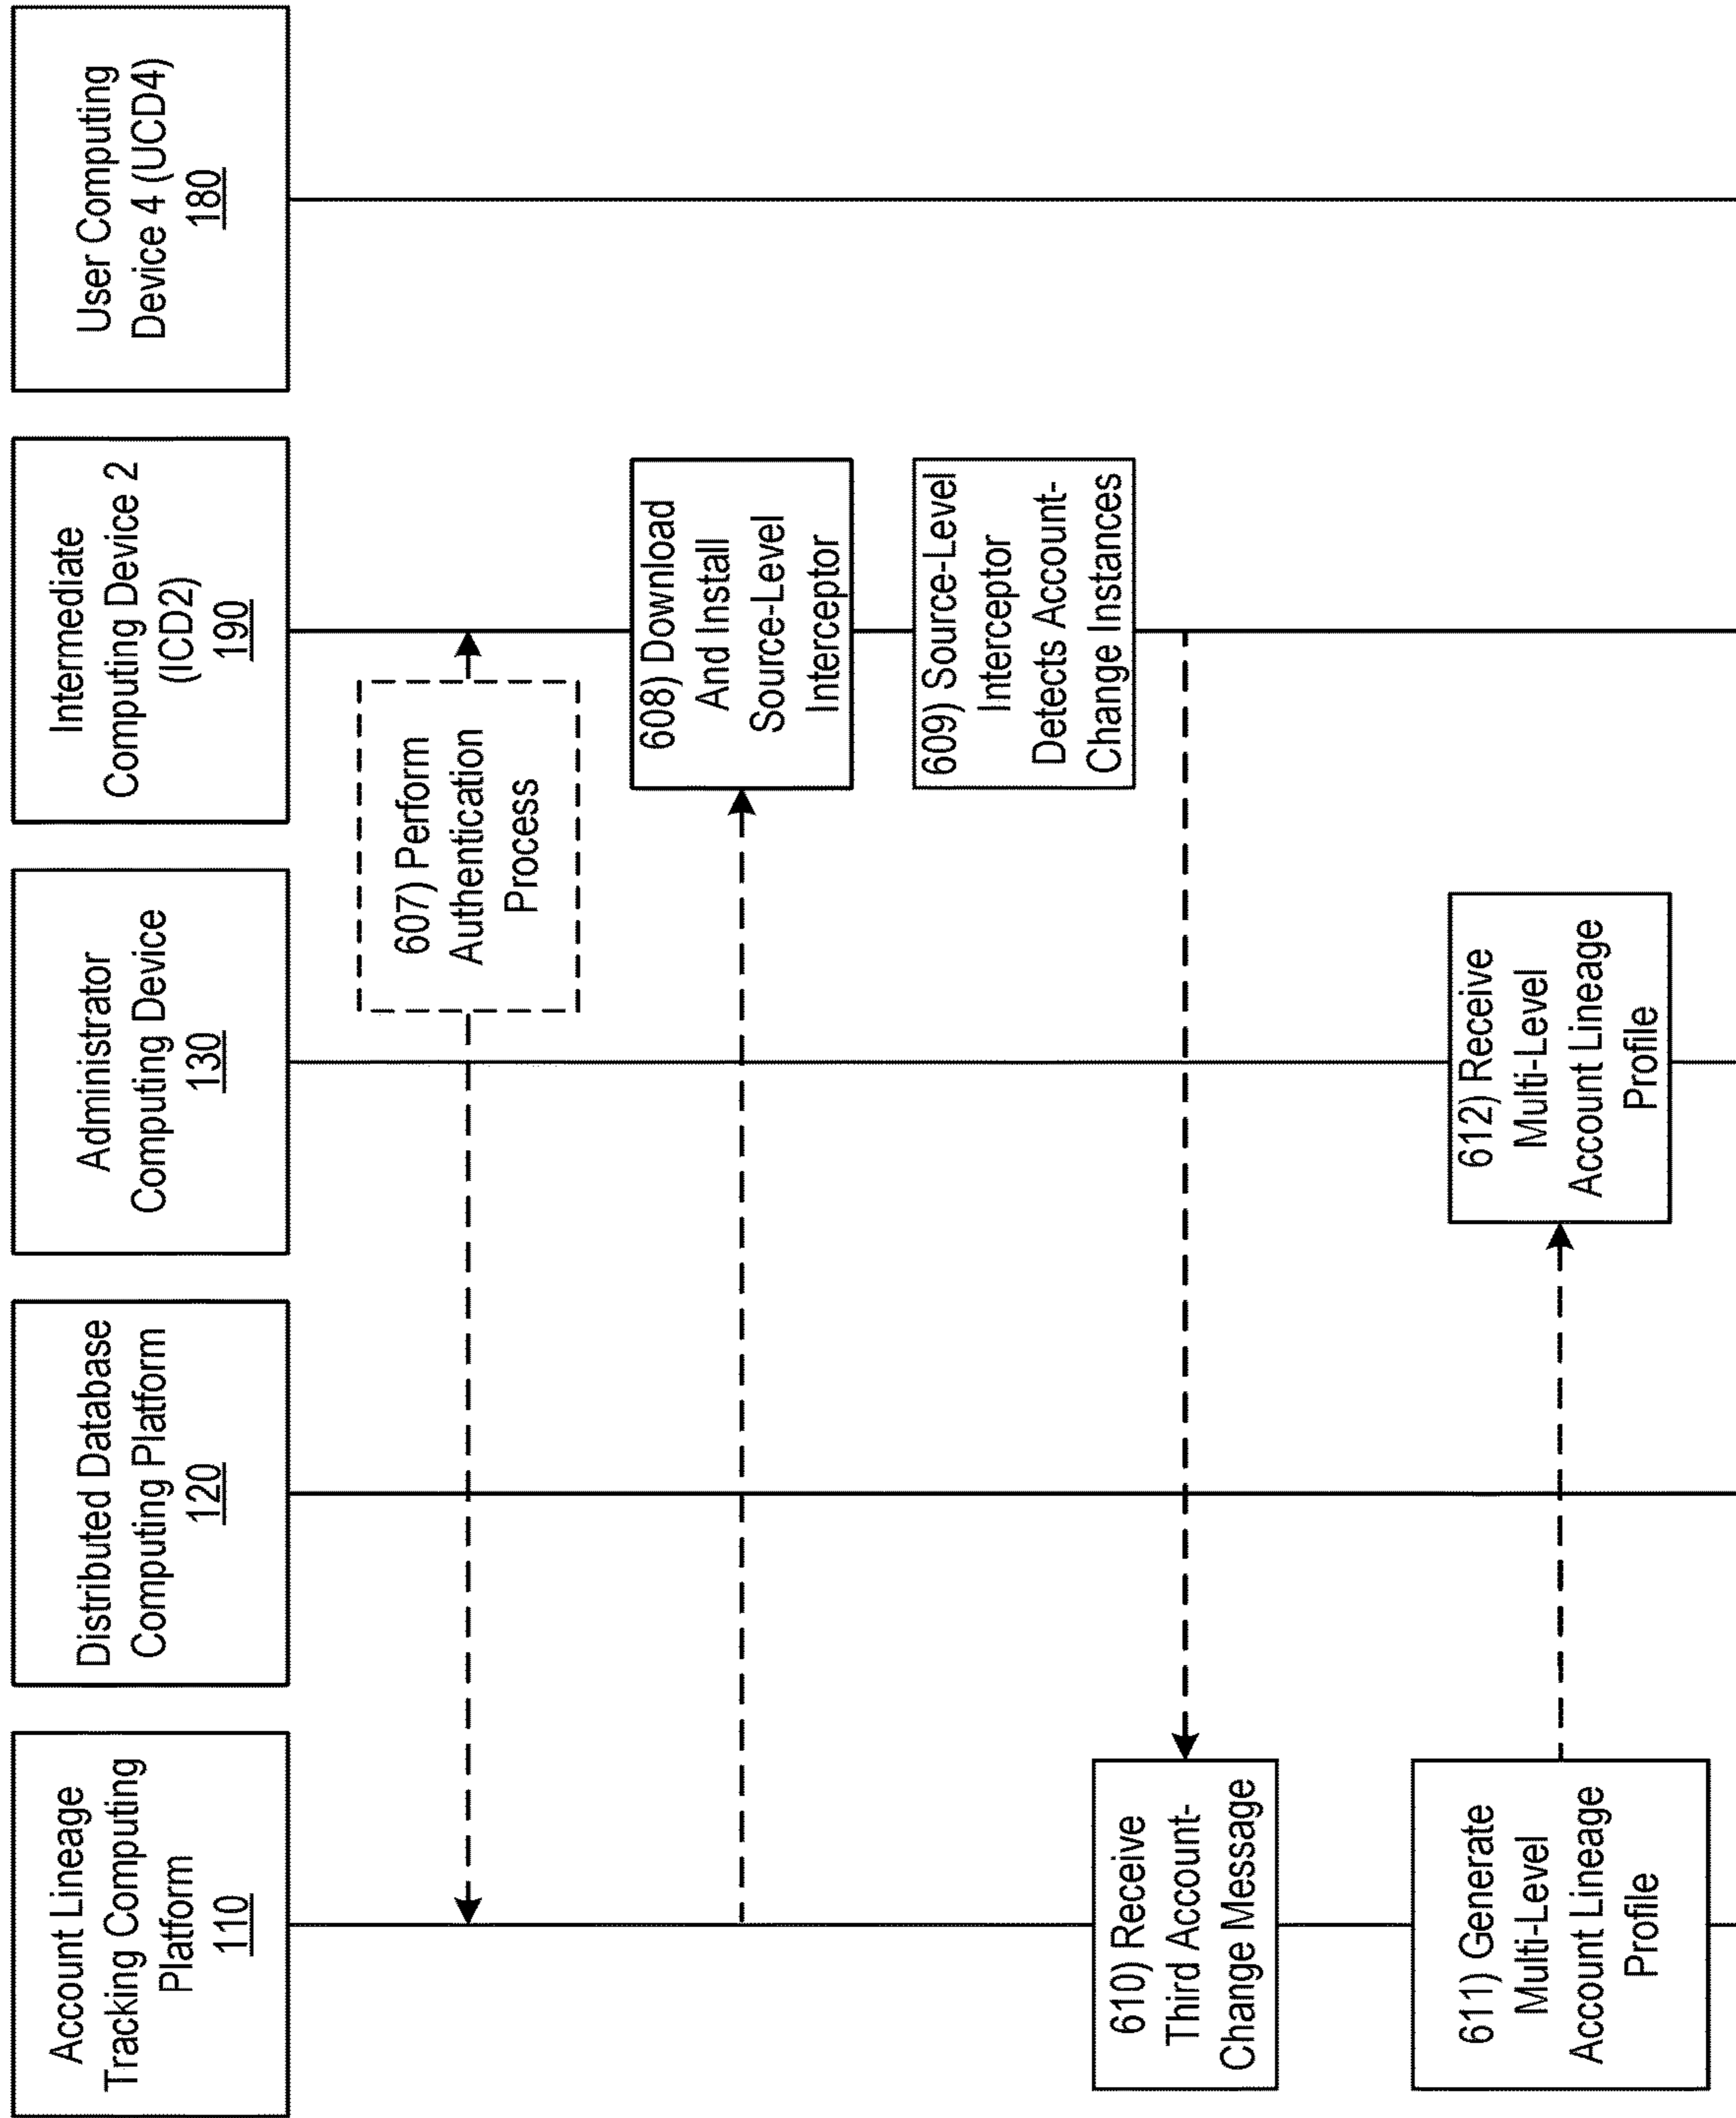 Account Lineage
Tracking Computing
Platform
110
Distributed Database
Computing Platform
120
Administrator
Computing Device
130
Intermediate
Computing Device 2
(ICD2)
190
User Computing
Device 4 (UCD4)
180
607) Perform
Authentication
Process
608) Download
And Install
Source-Level
Interceptor
609) Source-Level
Interceptor
Detects Account-
Change Instances
610) Receive
Third Account-
Change Message
611) Generate
Multi-Level
Account Lineage
Profile
612) Receive
Multi-Level
Account Lineage
Profile